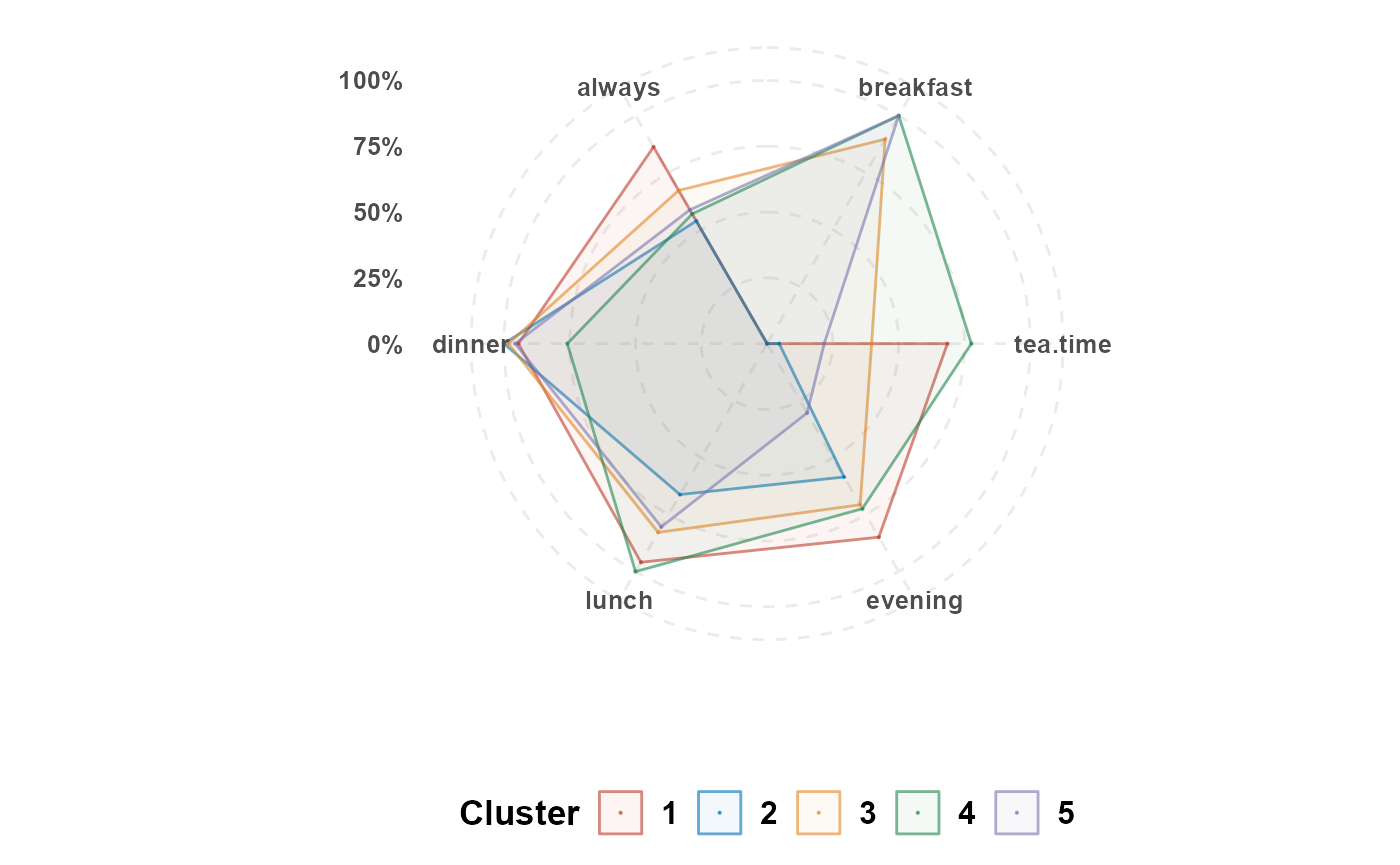 100%
always
breakfast
75%
50%
25%
0%
dinner
tea.time
lunch
evening
Cluster 1 2 3 4 5